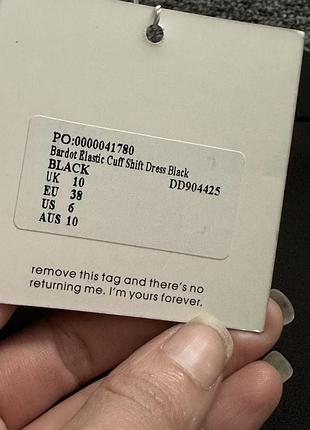 PO:0000041780
Bardot Elastic Cuff Shift Dress Black
BLACK
UK 10 DD904425
EU 38
US 6
AUS 10
remove this tag and there's no
returning me. I'm yours forever.